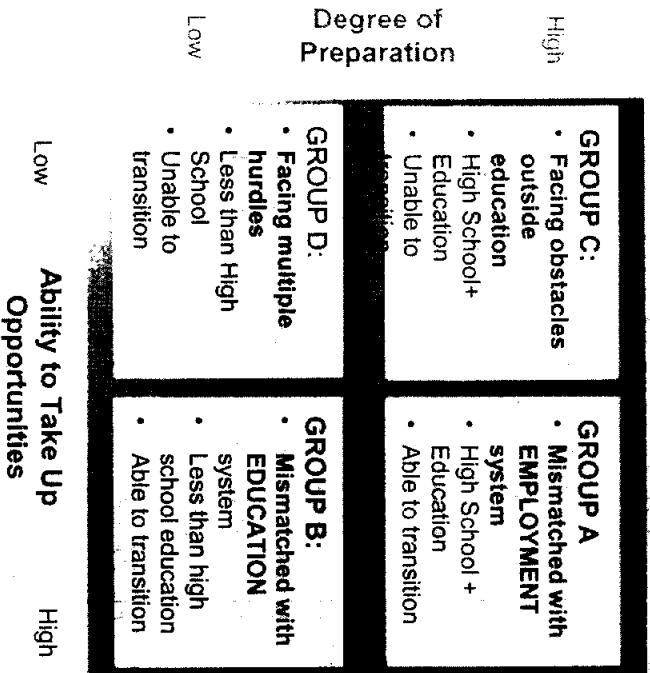 High
GROUP C:
• Facing obstacles
outside
education
• High School+
Education
• Unable to
transition
GROUP A
• Mismatched with
EMPLOYMENT
system
• High School +
Education
• Able to transition
Degree of
Preparation
Low
GROUP D:
• Facing multiple
hurdles
• Less than High
School
• Unable to
transition
GROUP B:
• Mismatched with
EDUCATION
system
• Less than high
school education
• Able to transition
Low
Ability to Take Up
Opportunities
High